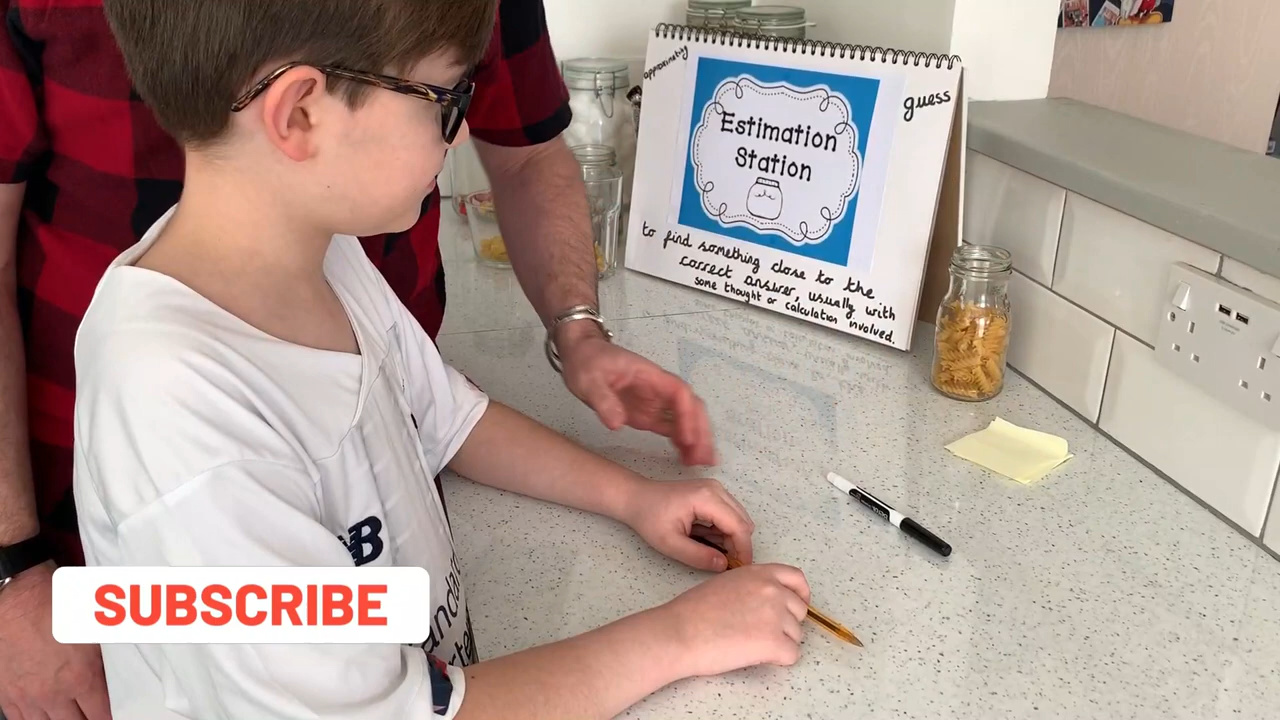 approximately
guess
Estimation
Station
to find something close to the
correct answer, usually with
some thought or calculation involved.
NB
SUBSCRIBE